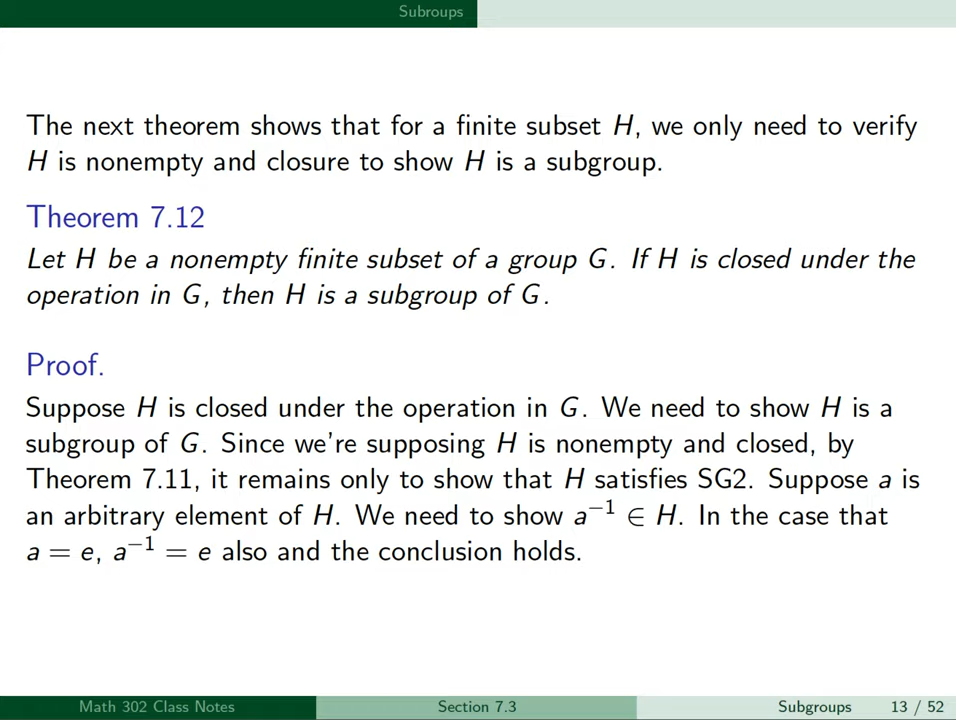 Subroups
The next theorem shows that for a finite subset H, we only need to verify
H is nonempty and closure to show H is a subgroup.
Theorem 7.12
Let H be a nonempty finite subset of a group G. If H is closed under the
operation in G, then H is a subgroup of G.
Proof.
Suppose H is closed under the operation in G. We need to show H is a
subgroup of G. Since we're supposing H is nonempty and closed, by
Theorem 7.11, it remains only to show that H satisfies SG2. Suppose a is
an arbitrary element of H. We need to show a⁻¹ ∈ H. In the case that
a = e, a⁻¹ = e also and the conclusion holds.
Math 302 Class Notes Section 7.3 Subgroups 13 / 52